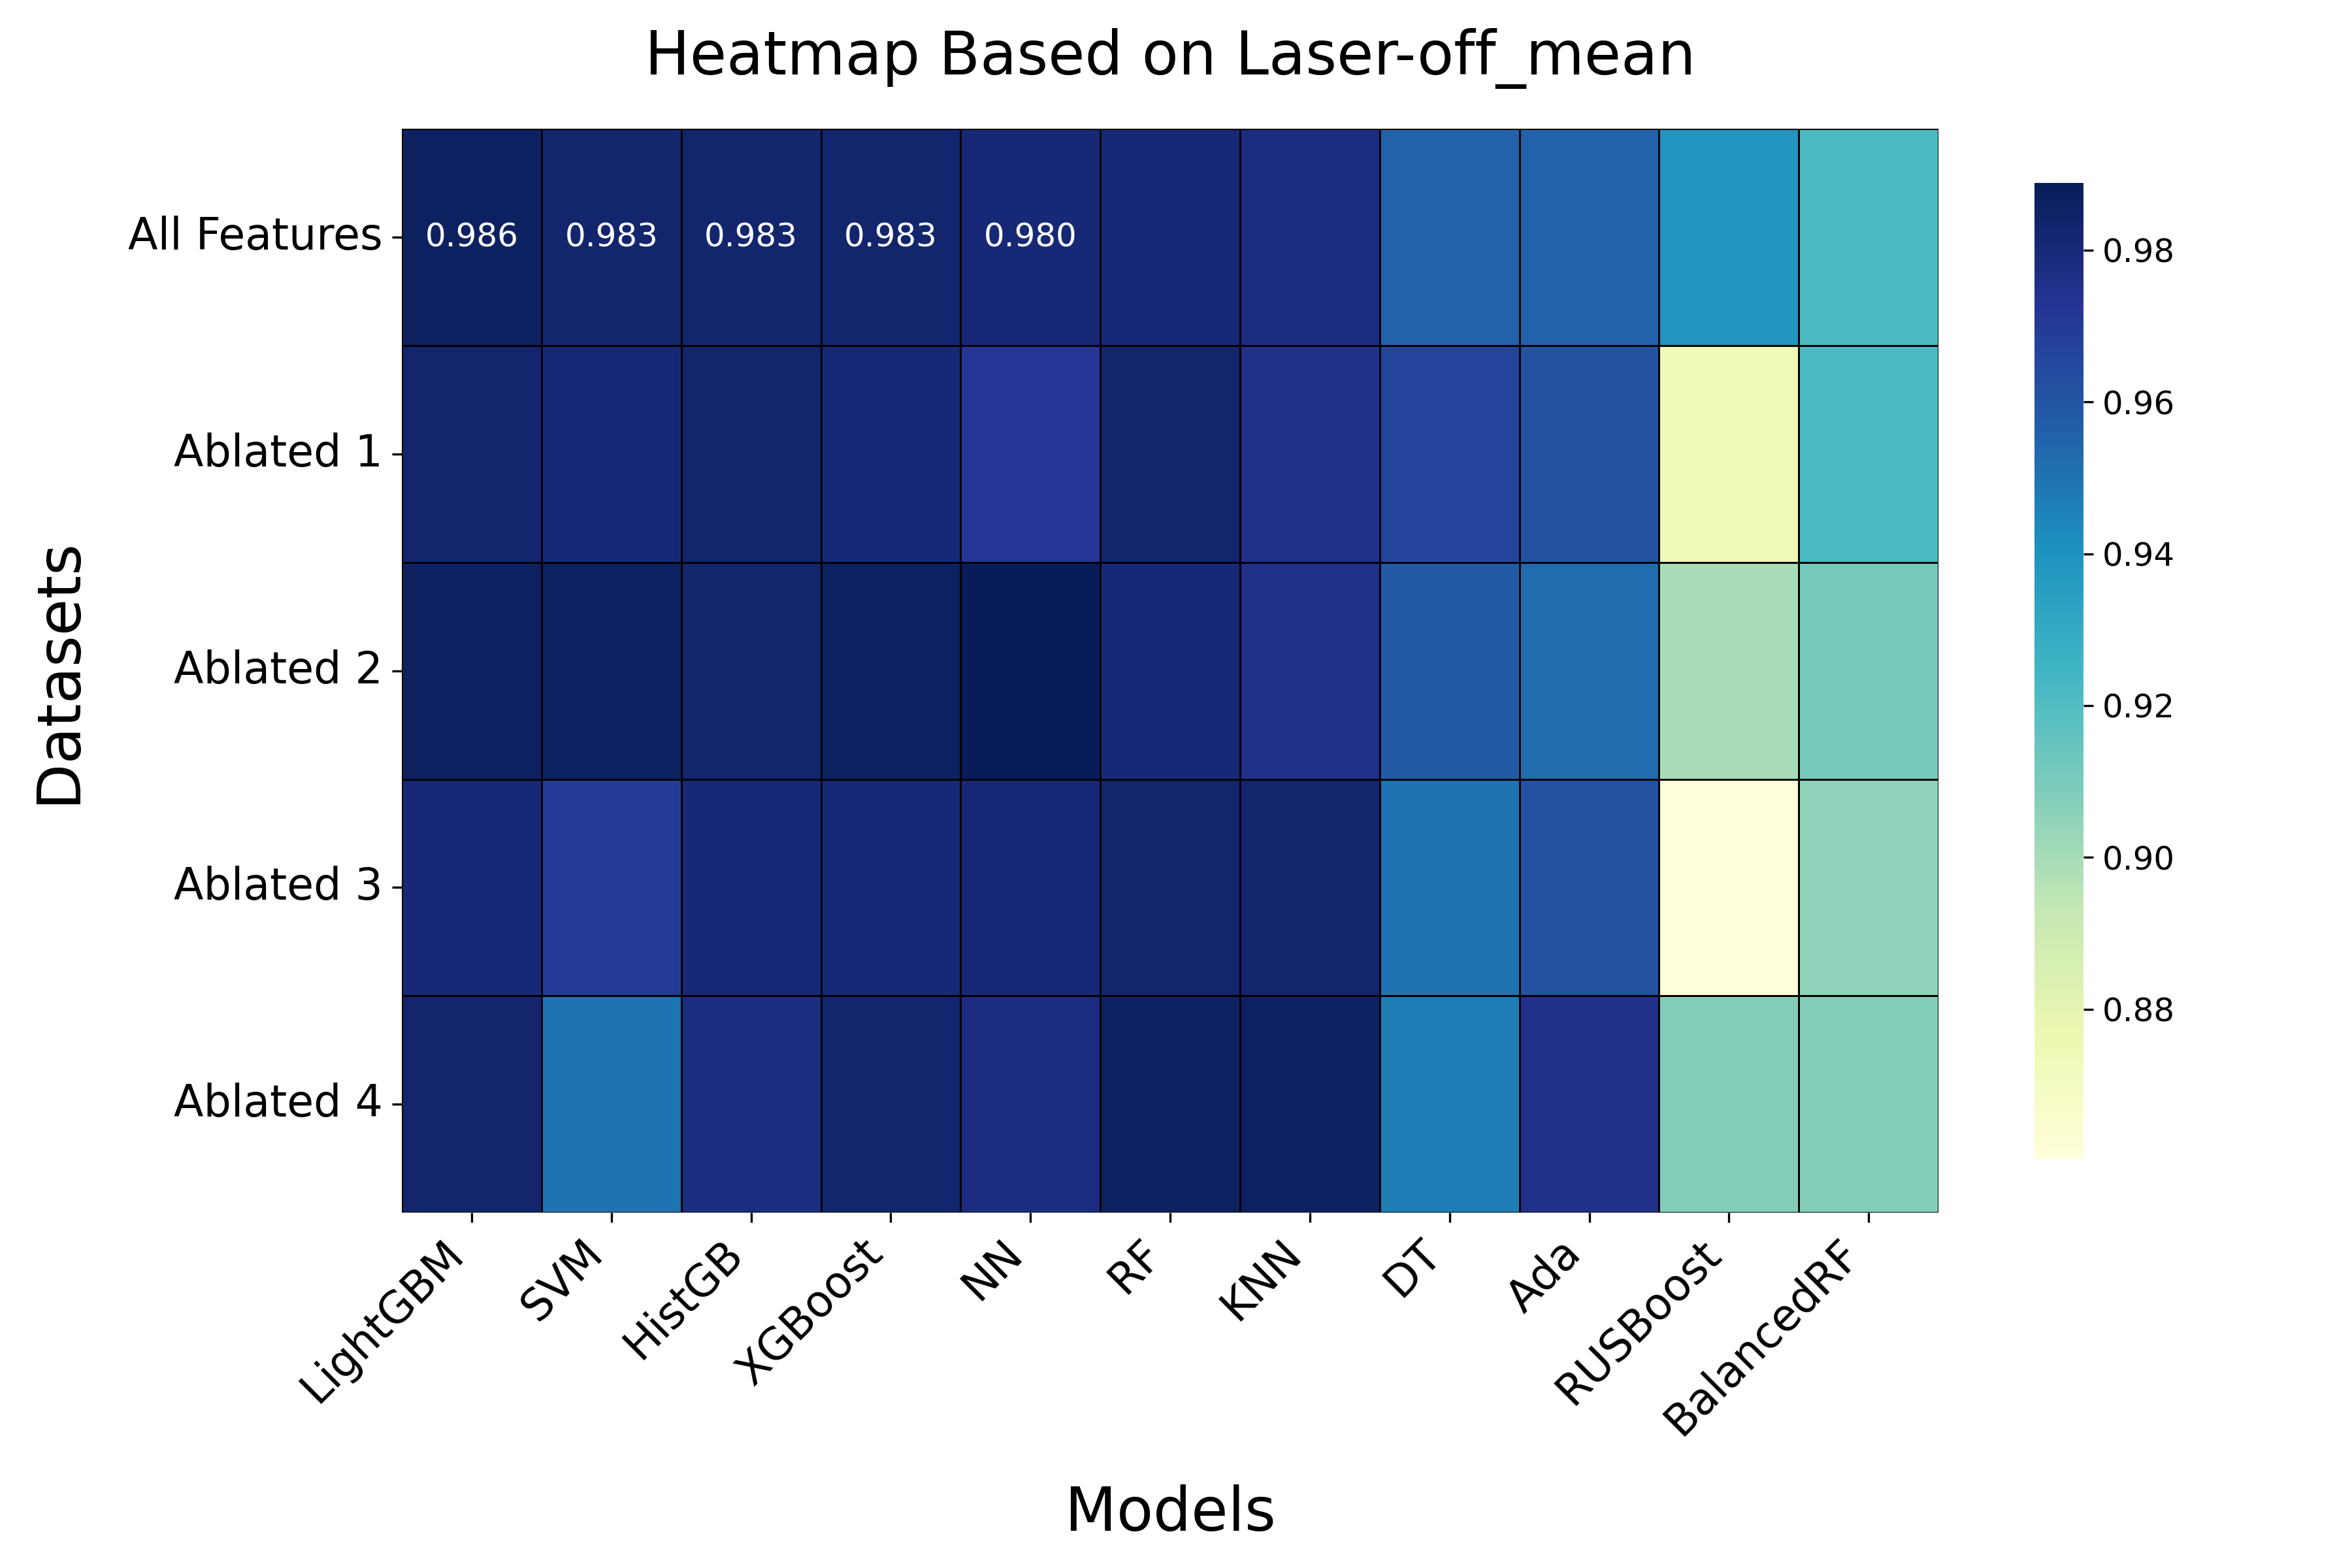 Heatmap Based on Laser-off_mean
Datasets
All Features
0.986 0.983 0.983 0.983 0.980
Ablated 1
Ablated 2
Ablated 3
Ablated 4
LightGBM SVM HistGB XGBoost NN RF KNN DT Ada RUSBoost BalancedRF
Models
0.98
0.96
0.94
0.92
0.90
0.88